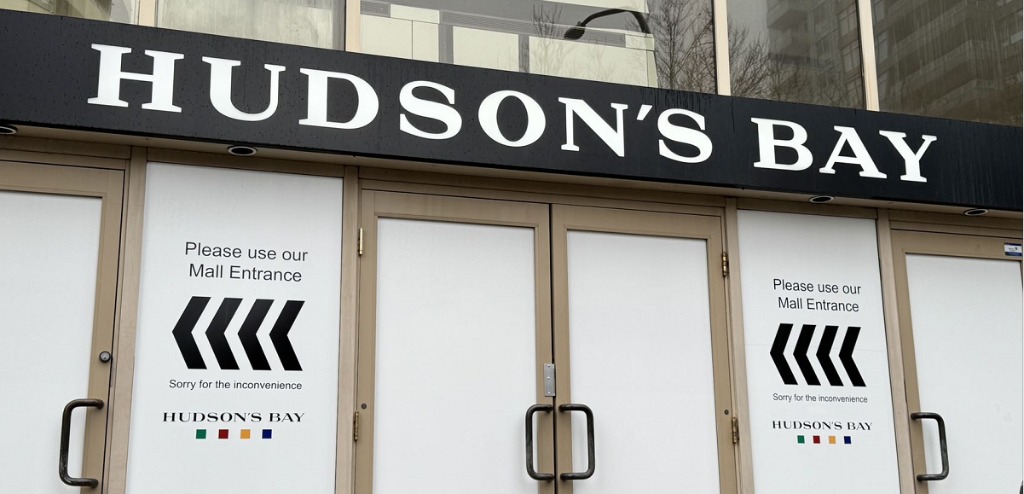 HUDSON'S BAY
Please use our
Mall Entrance
Sorry for the inconvenience
HUDSON'S BAY
Please use our
Mall Entrance
Sorry for the inconvenience
HUDSON'S BAY